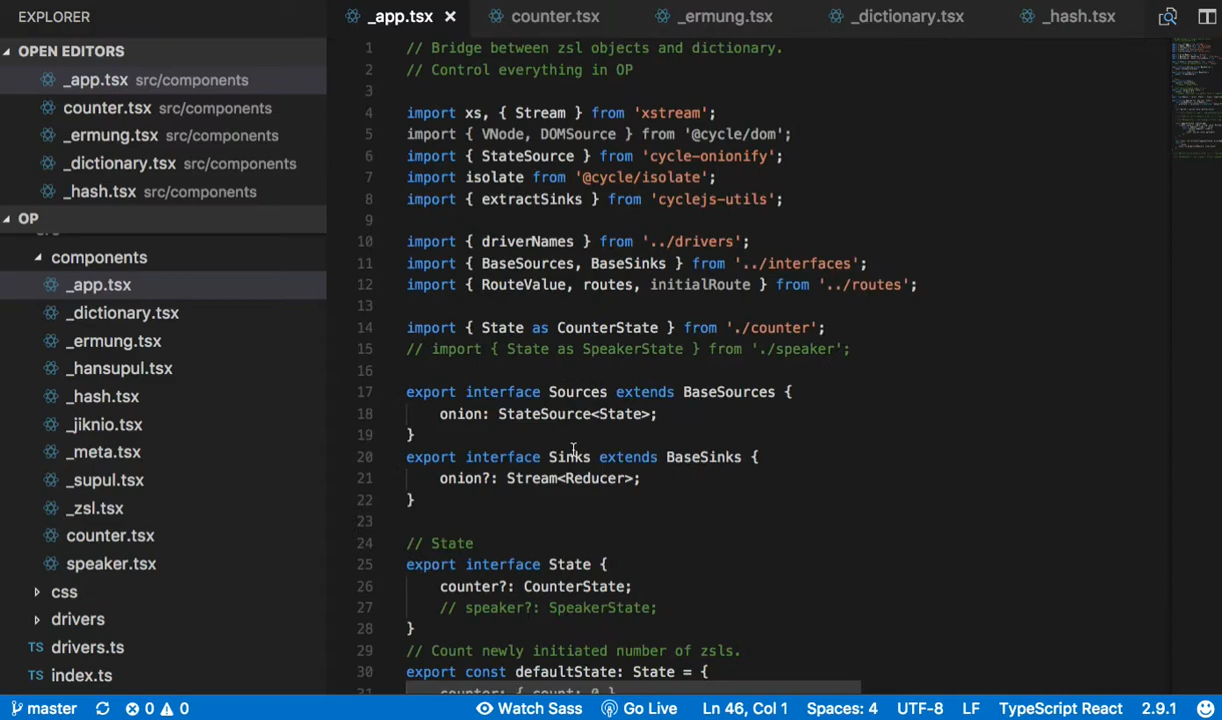 EXPLORER
OPEN EDITORS
_app.tsx src/components
counter.tsx src/components
_ermung.tsx src/components
_dictionary.tsx src/components
_hash.tsx src/components
OP
components
_app.tsx
_dictionary.tsx
_ermung.tsx
_hansupul.tsx
_hash.tsx
_jiknio.tsx
_meta.tsx
_supul.tsx
_zsl.tsx
counter.tsx
speaker.tsx
css
drivers
TS drivers.ts
TS index.ts
_app.tsx × counter.tsx _ermung.tsx _dictionary.tsx _hash.tsx
1 // Bridge between zsl objects and dictionary.
2 // Control everything in OP
3
4 import xs, { Stream } from 'xstream';
5 import { VNode, DOMSource } from '@cycle/dom';
6 import { StateSource } from 'cycle-onionify';
7 import isolate from '@cycle/isolate';
8 import { extractSinks } from 'cyclejs-utils';
9
10 import { driverNames } from '../drivers';
11 import { BaseSources, BaseSinks } from '../interfaces';
12 import { RouteValue, routes, initialRoute } from '../routes';
13
14 import { State as CounterState } from './counter';
15 // import { State as SpeakerState } from './speaker';
16
17 export interface Sources extends BaseSources {
18 onion: StateSource<State>;
19 }
20 export interface Sinks extends BaseSinks {
21 onion?: Stream<Reducer>;
22 }
23
24 // State
25 export interface State {
26 counter?: CounterState;
27 // speaker?: SpeakerState;
28 }
29 // Count newly initiated number of zsls.
30 export const defaultState: State = {
31 counter: { count: 0 }
master 0 0 Watch Sass Go Live Ln 46, Col 1 Spaces: 4 UTF-8 LF TypeScript React 2.9.1